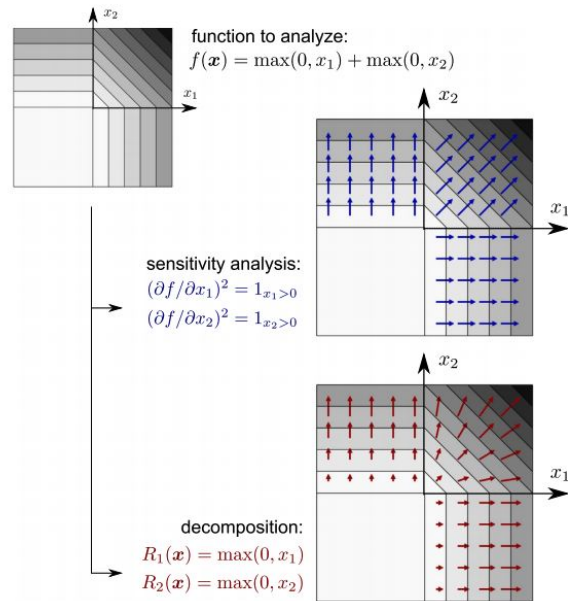 x₂
function to analyze:
f(x) = max(0, x₁) + max(0, x₂)
x₁
x₂
x₁
sensitivity analysis:
(∂f/∂x₁)² = 1ₓ₁>₀
(∂f/∂x₂)² = 1ₓ₂>₀
x₂
x₁
decomposition:
R₁(x) = max(0, x₁)
R₂(x) = max(0, x₂)